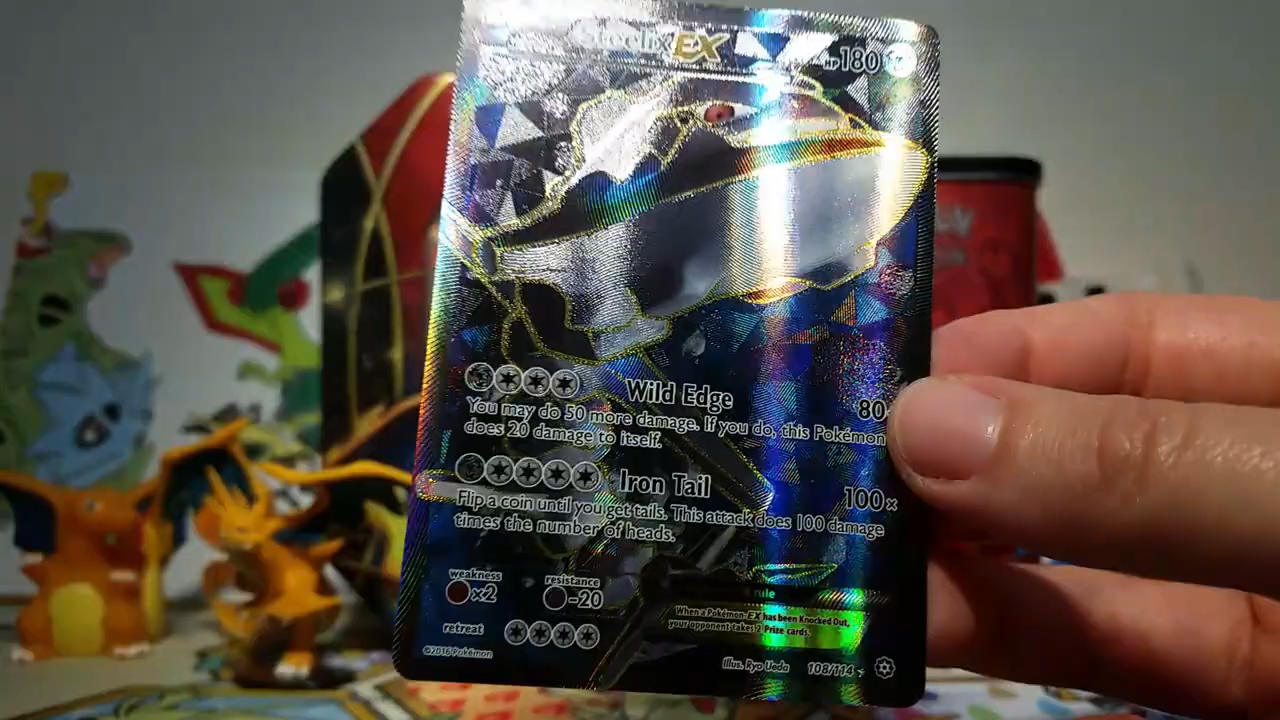 Steelix EX
HP 180
Wild Edge 80
You may do 50 more damage. If you do, this Pokémon
does 20 damage to itself.
Iron Tail 100x
Flip a coin until you get tails. This attack does 100 damage
times the number of heads.
weakness
x2
resistance
-20
retreat
rule
When a Pokémon-EX has been Knocked Out,
your opponent takes 2 Prize cards.
©2016 Pokémon
Illus. Ryo Ueda 108/114